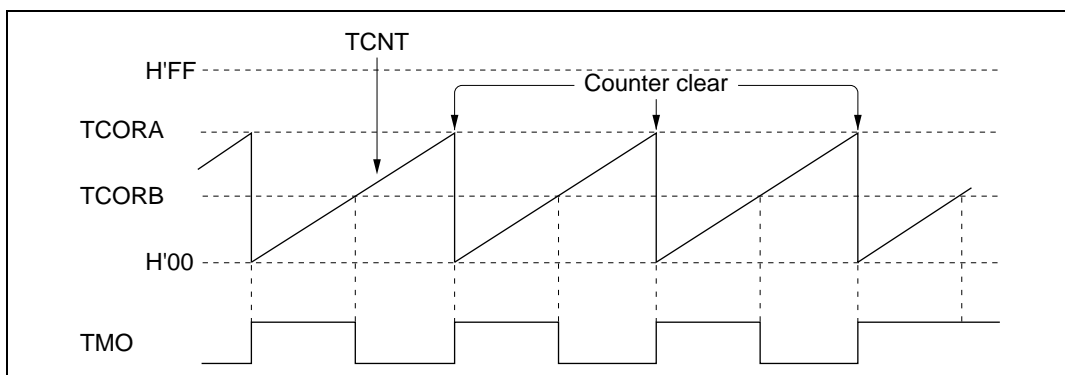 TCNT
H'FF
Counter clear
TCORA
TCORB
H'00
TMO